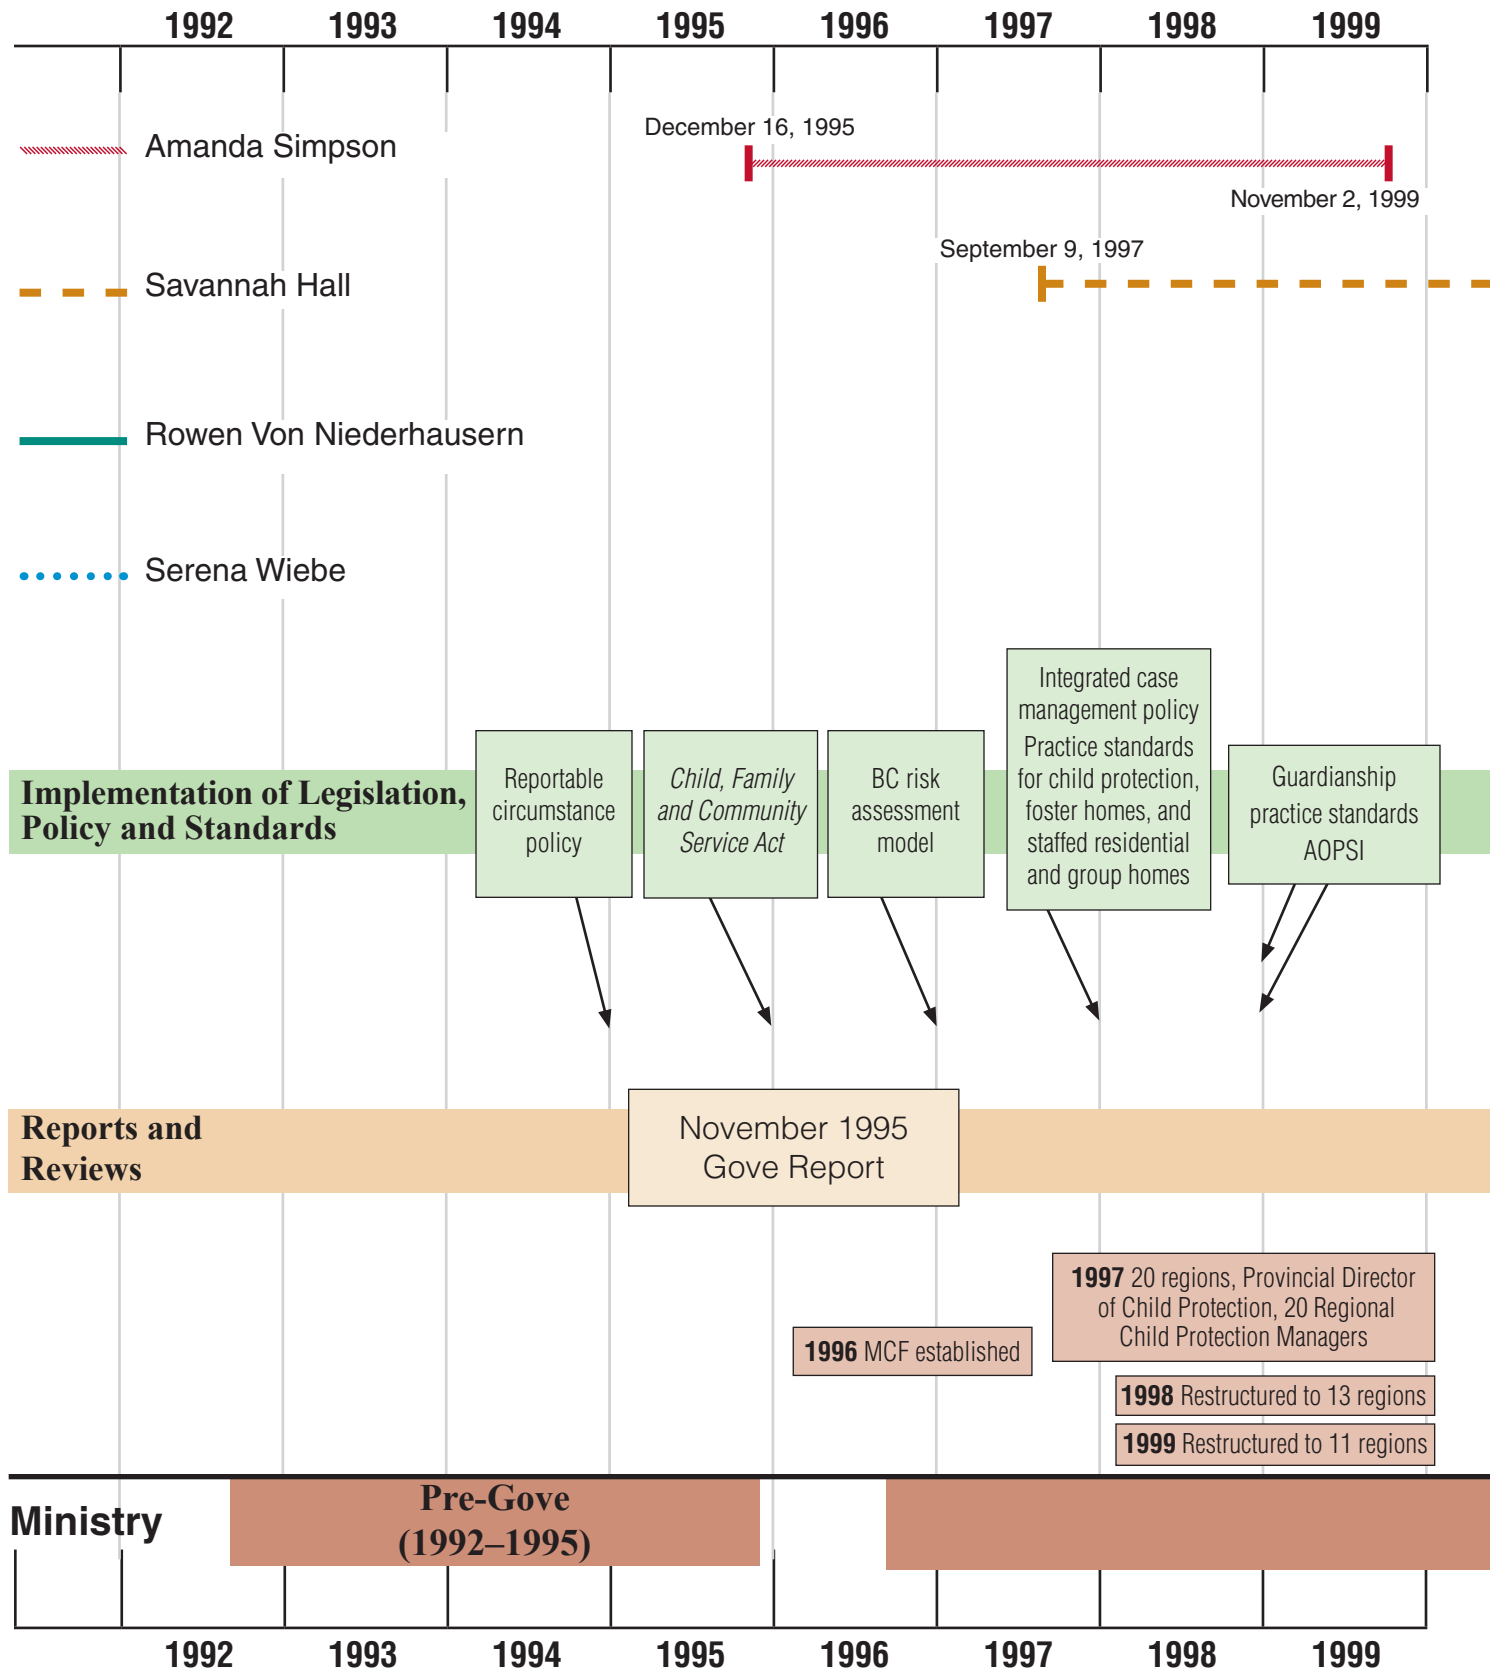 1992 1993 1994 1995 1996 1997 1998 1999
December 16, 1995
Amanda Simpson
November 2, 1999
September 9, 1997
Savannah Hall
Rowen Von Niederhausern
Serena Wiebe
Implementation of Legislation,
Policy and Standards
Reportable
circumstance
policy
Child, Family
and Community
Service Act
BC risk
assessment
model
Integrated case
management policy
Practice standards
for child protection,
foster homes, and
staffed residential
and group homes
Guardianship
practice standards
AOPSI
Reports and
Reviews
November 1995
Gove Report
1997 20 regions, Provincial Director
of Child Protection, 20 Regional
Child Protection Managers
1996 MCF established
1998 Restructured to 13 regions
1999 Restructured to 11 regions
Ministry
Pre-Gove
(1992–1995)
1992 1993 1994 1995 1996 1997 1998 1999